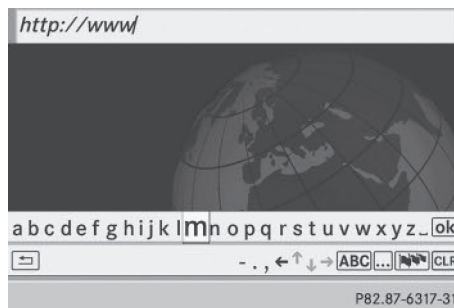 http://www
a b c d e f g h i j k l m n o p q r s t u v w x y z _ ok
- . , ← ↑ ↓ → ABC ... CLR
P82.87-6317-31